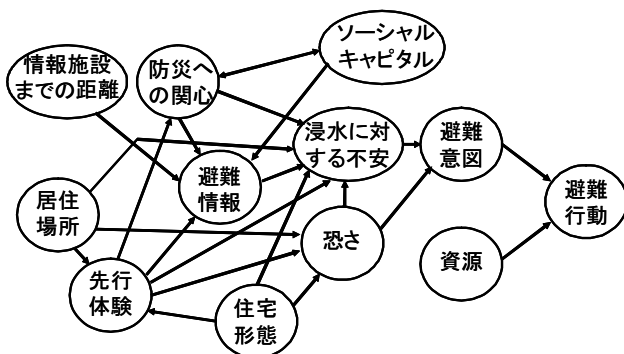 ソーシャル
キャピタル
情報施設
までの距離
防災へ
の関心
浸水に対
する不安
避難
意図
避難
情報
避難
行動
居住
場所
恐さ
資源
先行
体験
住宅
形態